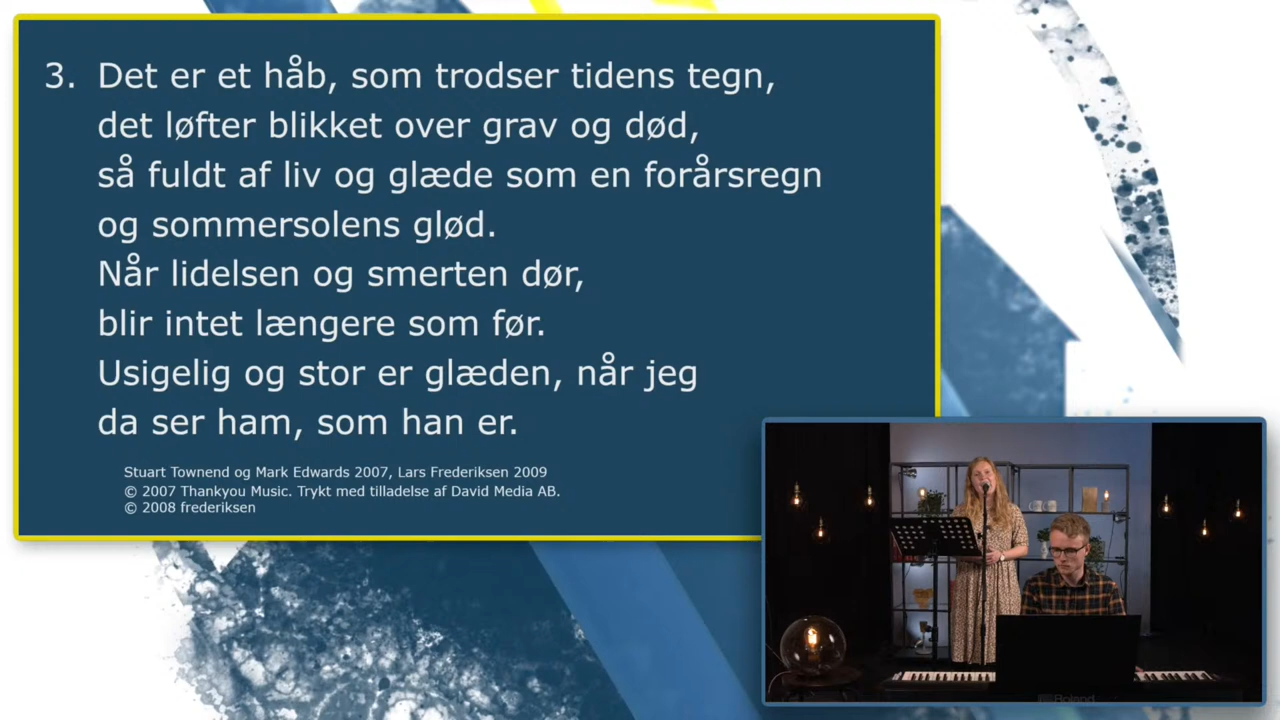 3. Det er et håb, som trodser tidens tegn,
det løfter blikket over grav og død,
så fuldt af liv og glæde som en forårsregn
og sommersolens glød.
Når lidelsen og smerten dør,
blir intet længere som før.
Usigelig og stor er glæden, når jeg
da ser ham, som han er.
Stuart Townend og Mark Edwards 2007, Lars Frederiksen 2009
© 2007 Thankyou Music. Trykt med tilladelse af David Media AB.
© 2008 frederiksen
Roland